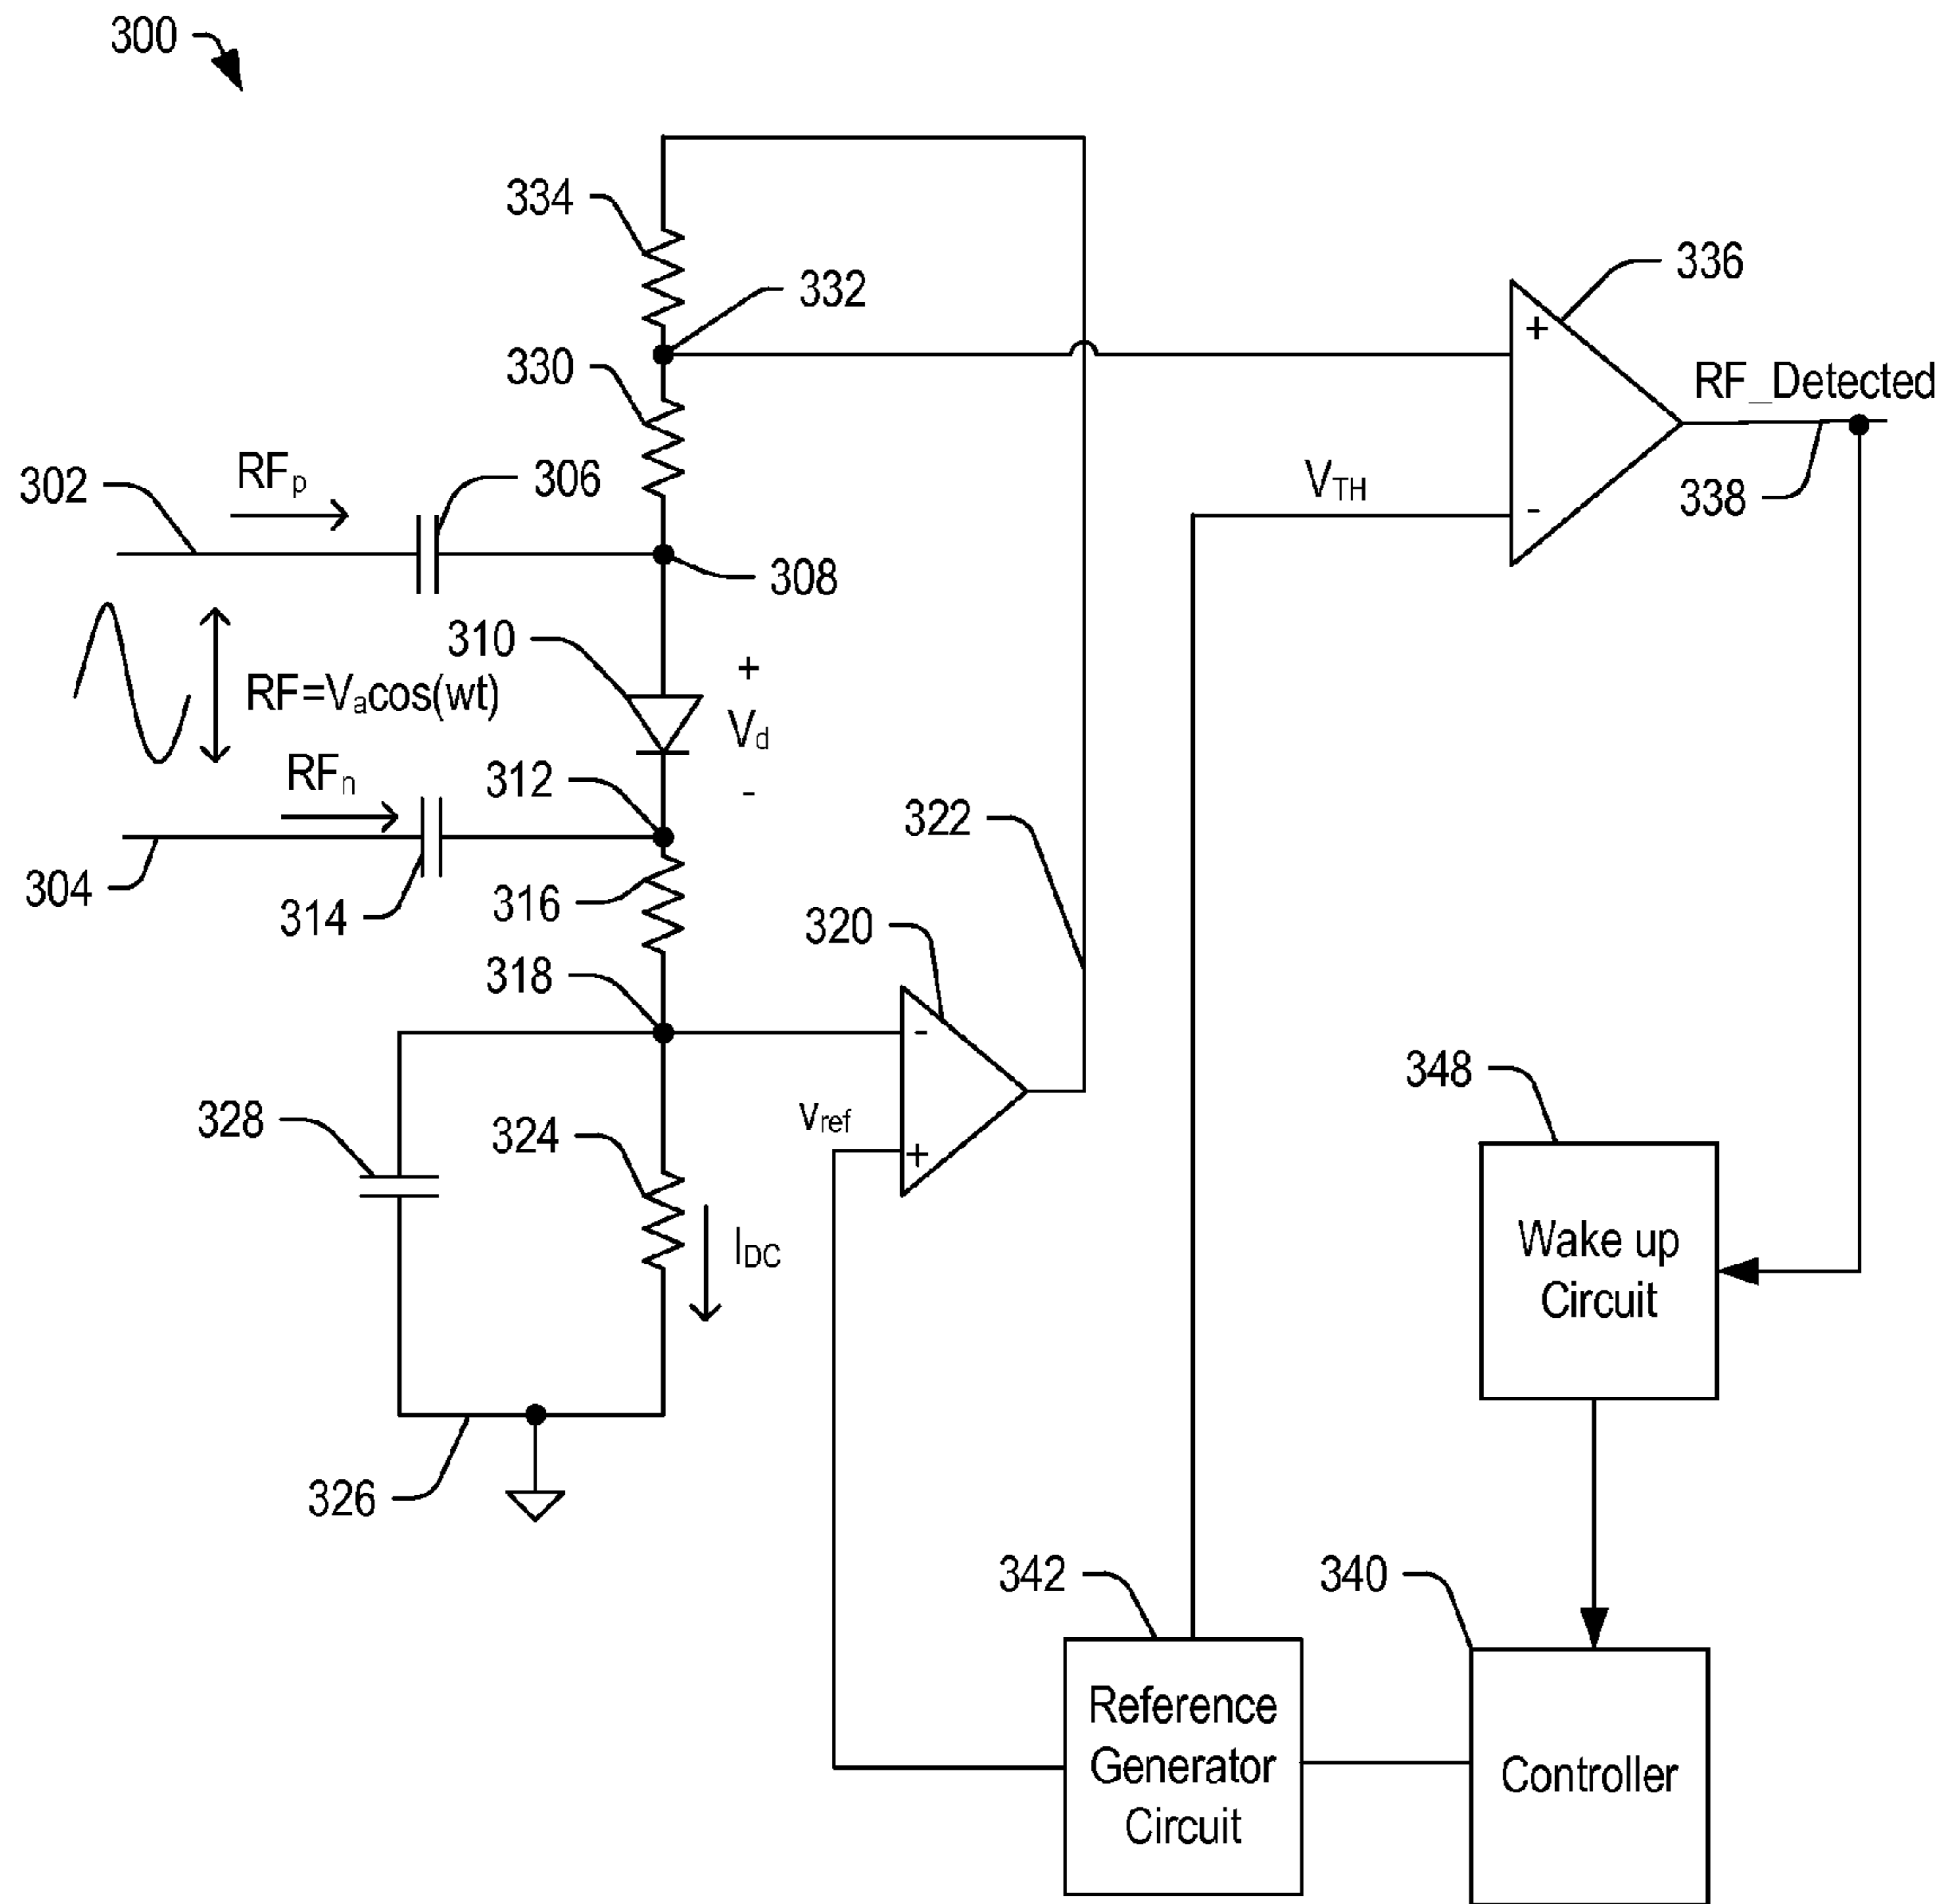 300
334
332
336
330
RF_Detected
RFp
306
302
VTH
338
+
-
308
310
+
RF=Vacos(wt)
Vd
RFn
312
-
322
304
314
316
320
318
-
348
328
Vref
324
+
IDC
Wake up
Circuit
326
342
340
Reference
Generator
Circuit
Controller